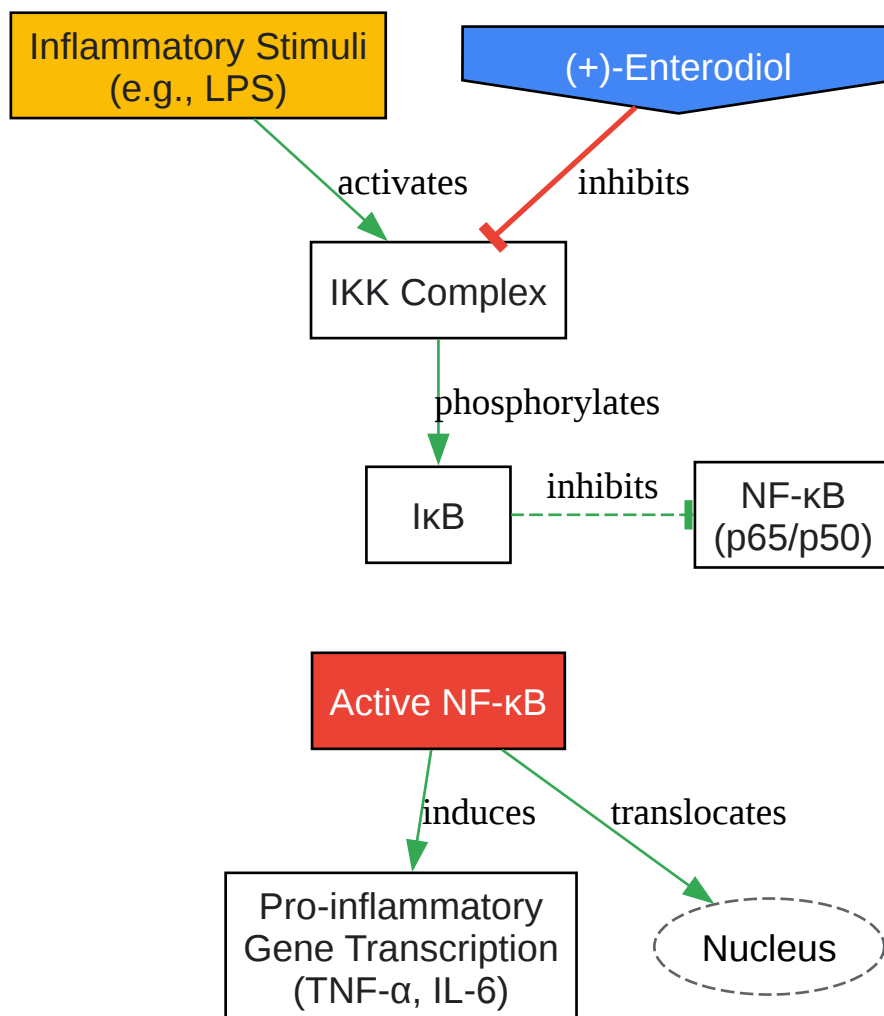 Inflammatory Stimuli
(e.g., LPS)
(+)-Enterodiol
activates
inhibits
IKK Complex
phosphorylates
IκB
inhibits
NF-κB
(p65/p50)
Active NF-κB
induces
translocates
Pro-inflammatory
Gene Transcription
(TNF-α, IL-6)
Nucleus